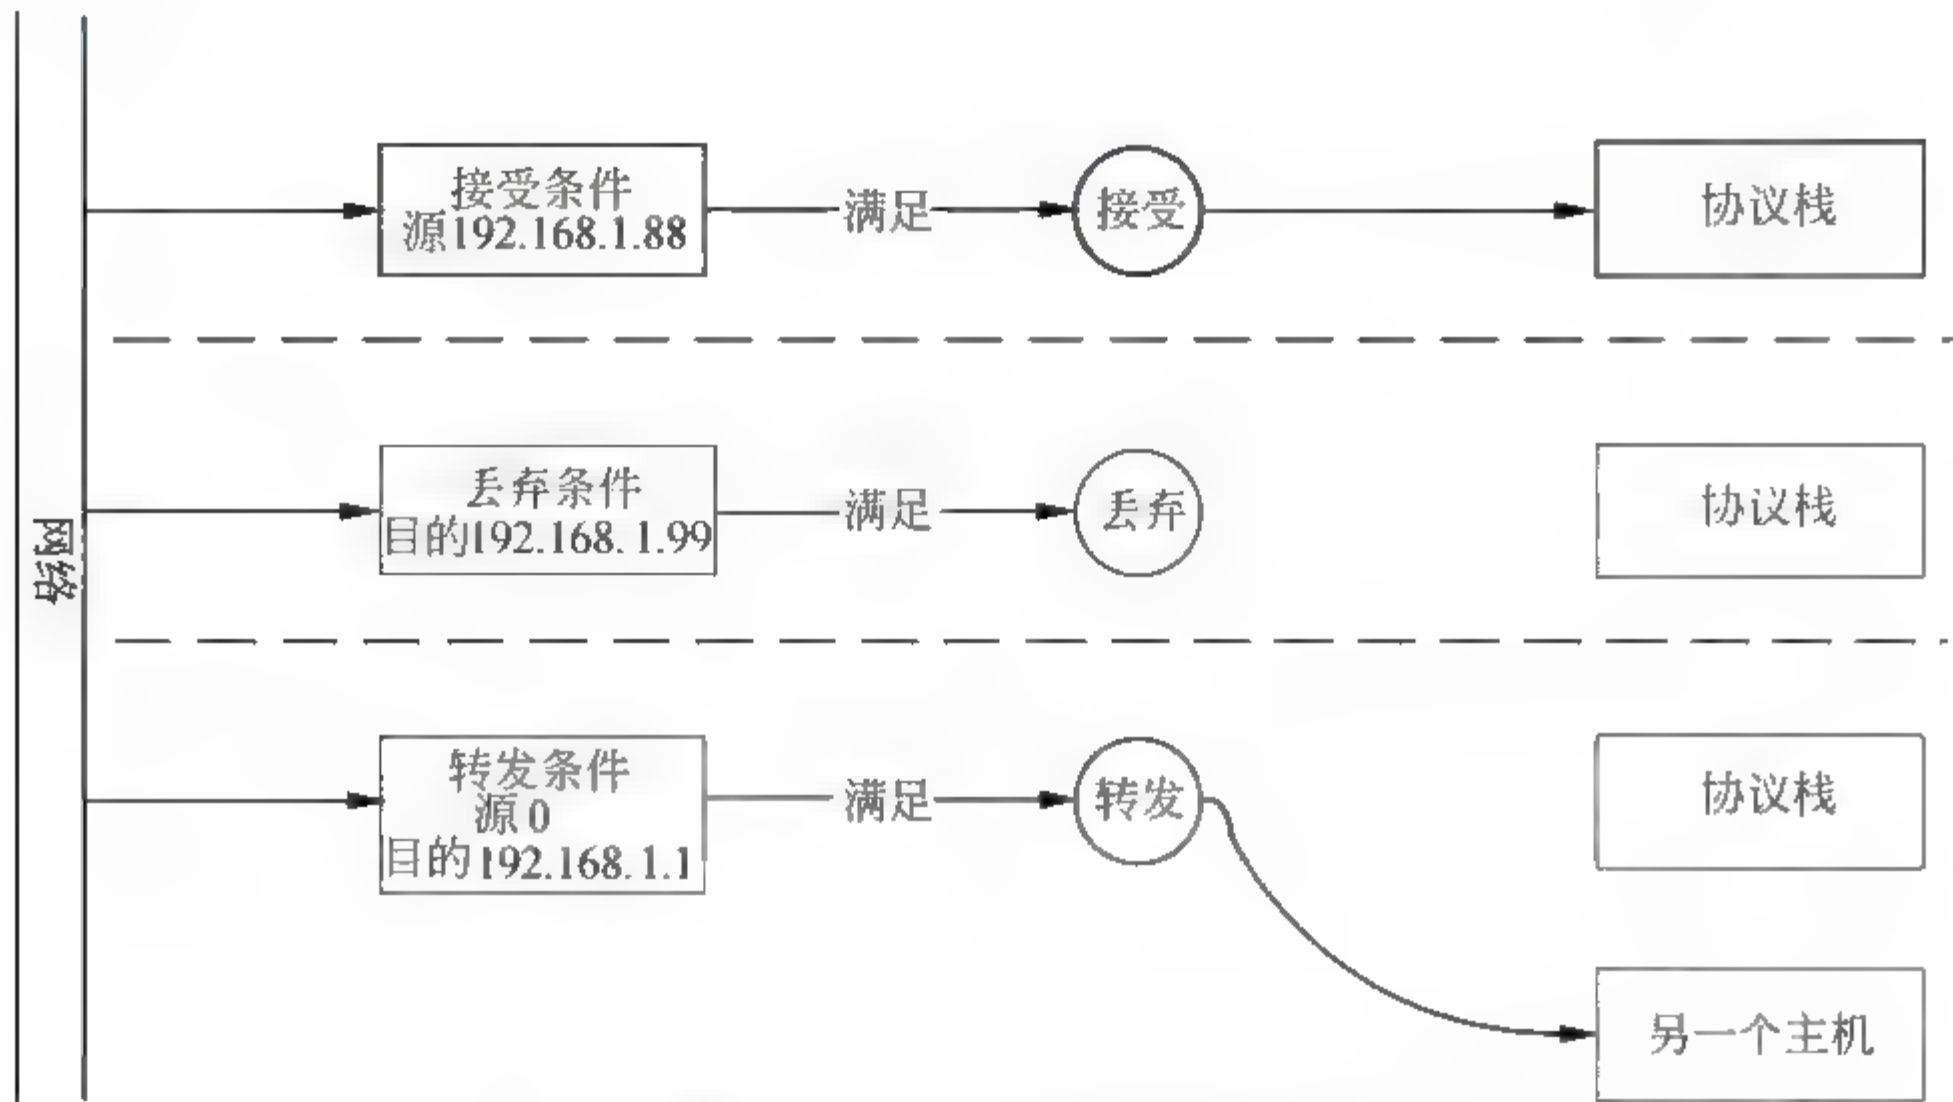 网络
接受条件
源192.168.1.88
满足
接受
协议栈
丢弃条件
目的192.168.1.99
满足
丢弃
协议栈
转发条件
源0
目的192.168.1.1
满足
转发
协议栈
另一个主机